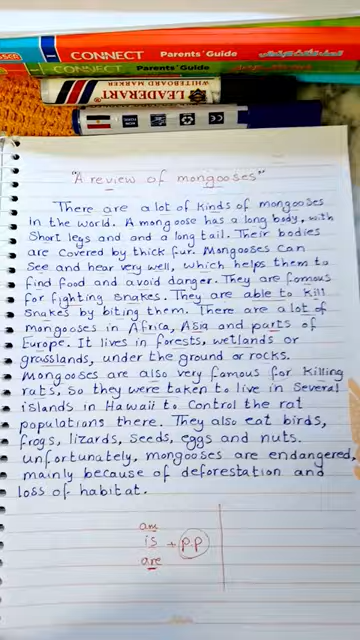 CONNECT Parents' Guide
CONNECT Parents' Guide
WHITEBOARD MARKER
LEADERART
"A review of mongooses"
There are a lot of kinds of mongooses
in the world. A mongoose has a long body, with
short legs and and a long tail. Their bodies
are covered by thick fur. Mongooses can
see and hear very well, which helps them to
find food and avoid danger. They are famous
for fighting snakes. They are able to kill
snakes by biting them. There are a lot of
mongooses in Africa, Asia and parts of
Europe. It lives in forests, wetlands or
grasslands, under the ground or rocks.
Mongooses are also very famous for killing
rats, so they were taken to live in several
islands in Hawaii to control the rat
populations there. They also eat birds,
frogs, lizards, seeds, eggs and nuts.
unfortunately, mongooses are endangered,
mainly because of deforestation and
loss of habitat.
am
is + p.p
are